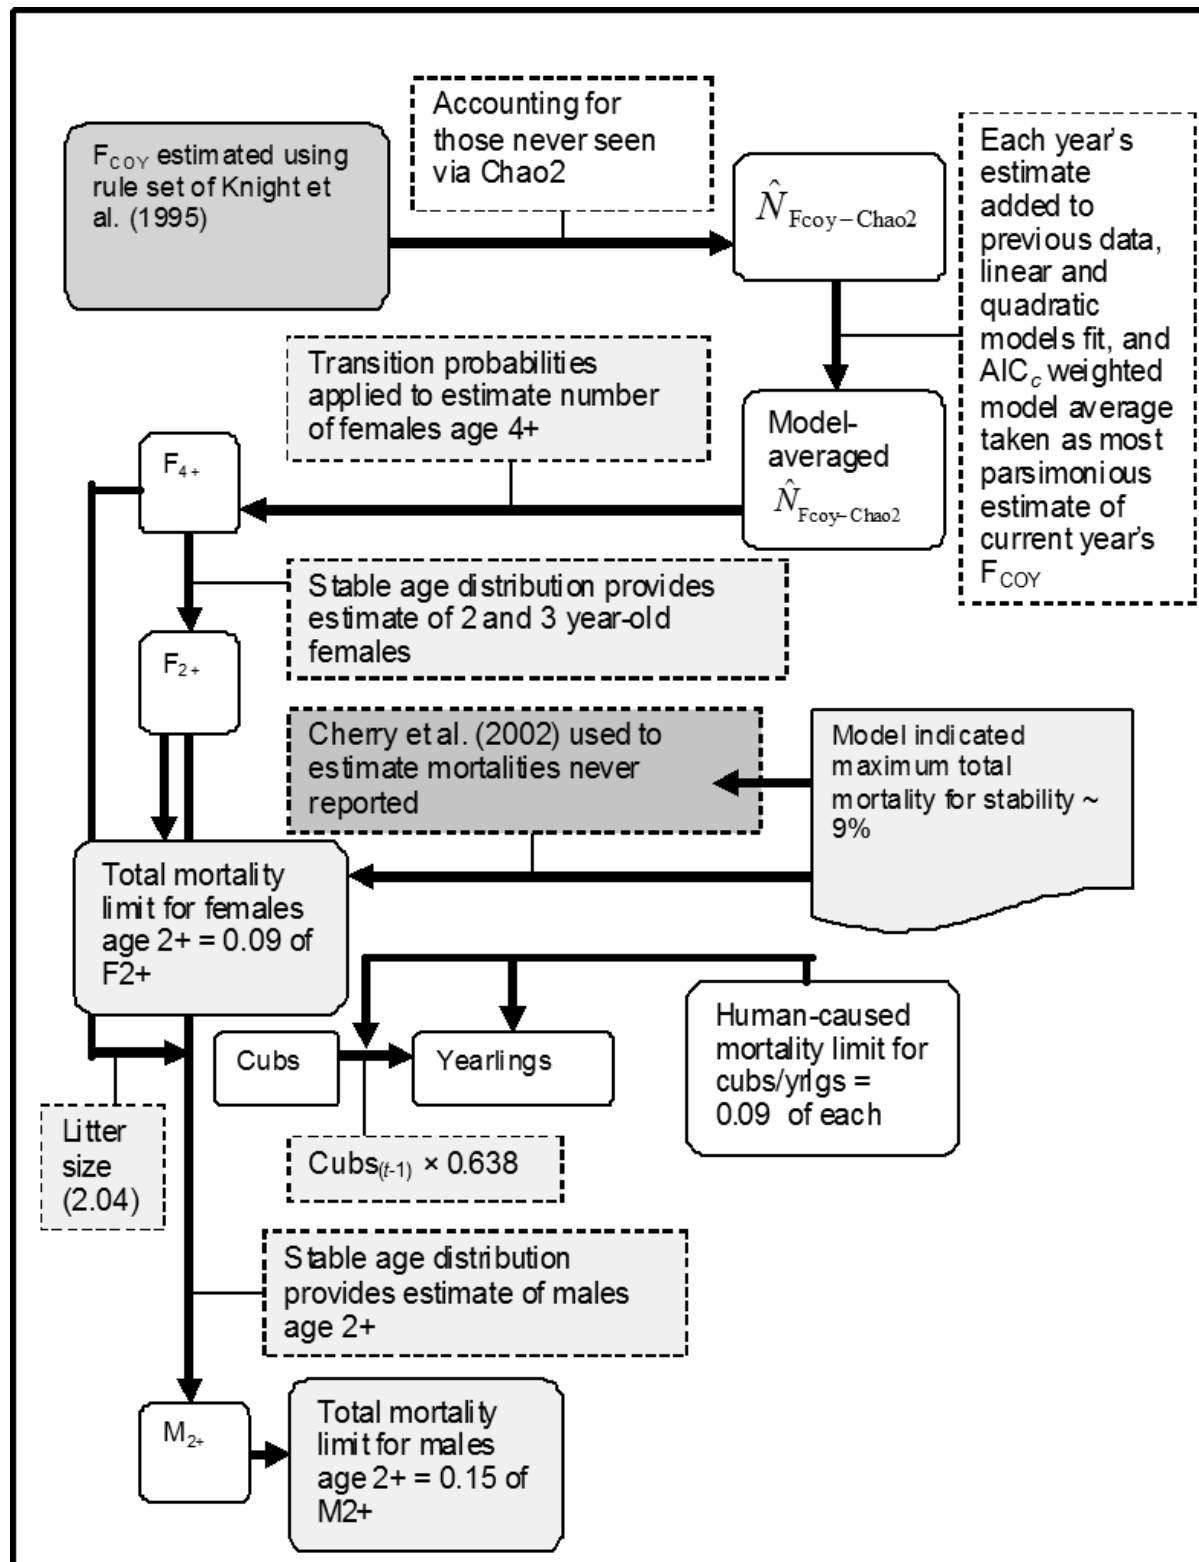 Accounting for
those never seen
via Chao2
F_COY estimated using
rule set of Knight et
al. (1995)
N̂_Fcoy–Chao2
Each year's
estimate
added to
previous data,
linear and
quadratic
models fit, and
AIC_c weighted
model average
taken as most
parsimonious
estimate of
current year's
F_COY
Transition probabilities
applied to estimate number
of females age 4+
Model-
averaged
N̂_Fcoy–Chao2
F_4+
Stable age distribution provides
estimate of 2 and 3 year-old
females
F_2+
Cherry et al. (2002) used to
estimate mortalities never
reported
Model indicated
maximum total
mortality for stability ~
9%
Total mortality
limit for females
age 2+ = 0.09 of
F2+
Cubs
Yearlings
Human-caused
mortality limit for
cubs/yrlgs =
0.09 of each
Litter
size
(2.04)
Cubs_(t-1) × 0.638
Stable age distribution
provides estimate of males
age 2+
M_2+
Total mortality
limit for males
age 2+ = 0.15 of
M2+